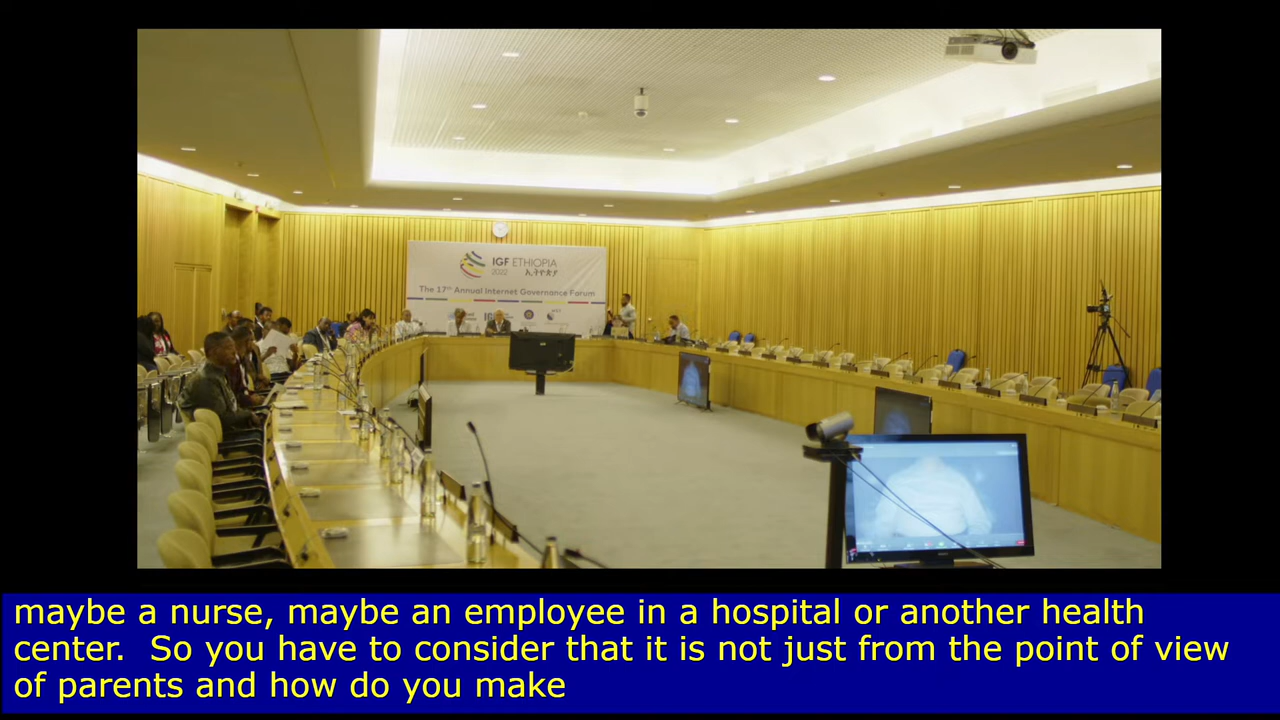 IGF ETHIOPIA
2022 ኢትዮጵያ
The 17th Annual Internet Governance Forum
maybe a nurse, maybe an employee in a hospital or another health
center.  So you have to consider that it is not just from the point of view
of parents and how do you make